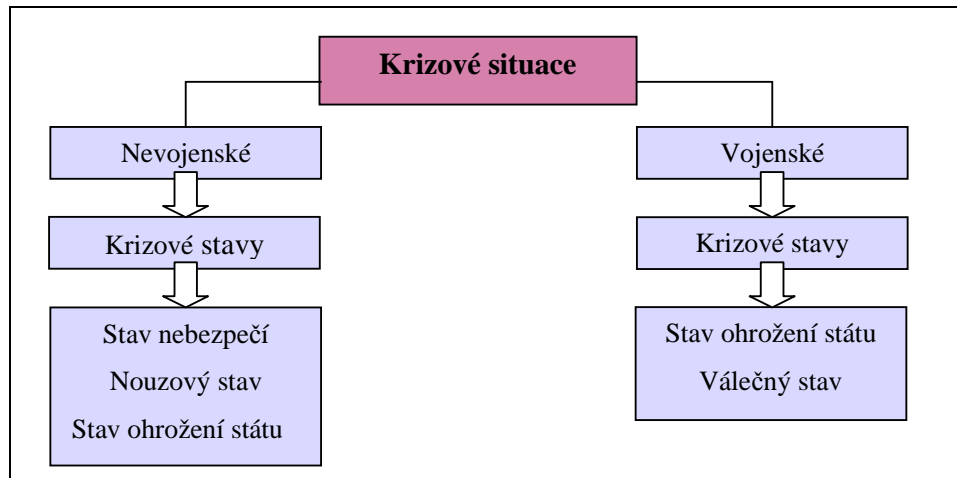 Krizové situace
Nevojenské
Vojenské
Krizové stavy
Krizové stavy
Stav nebezpečí
Nouzový stav
Stav ohrožení státu
Stav ohrožení státu
Válečný stav